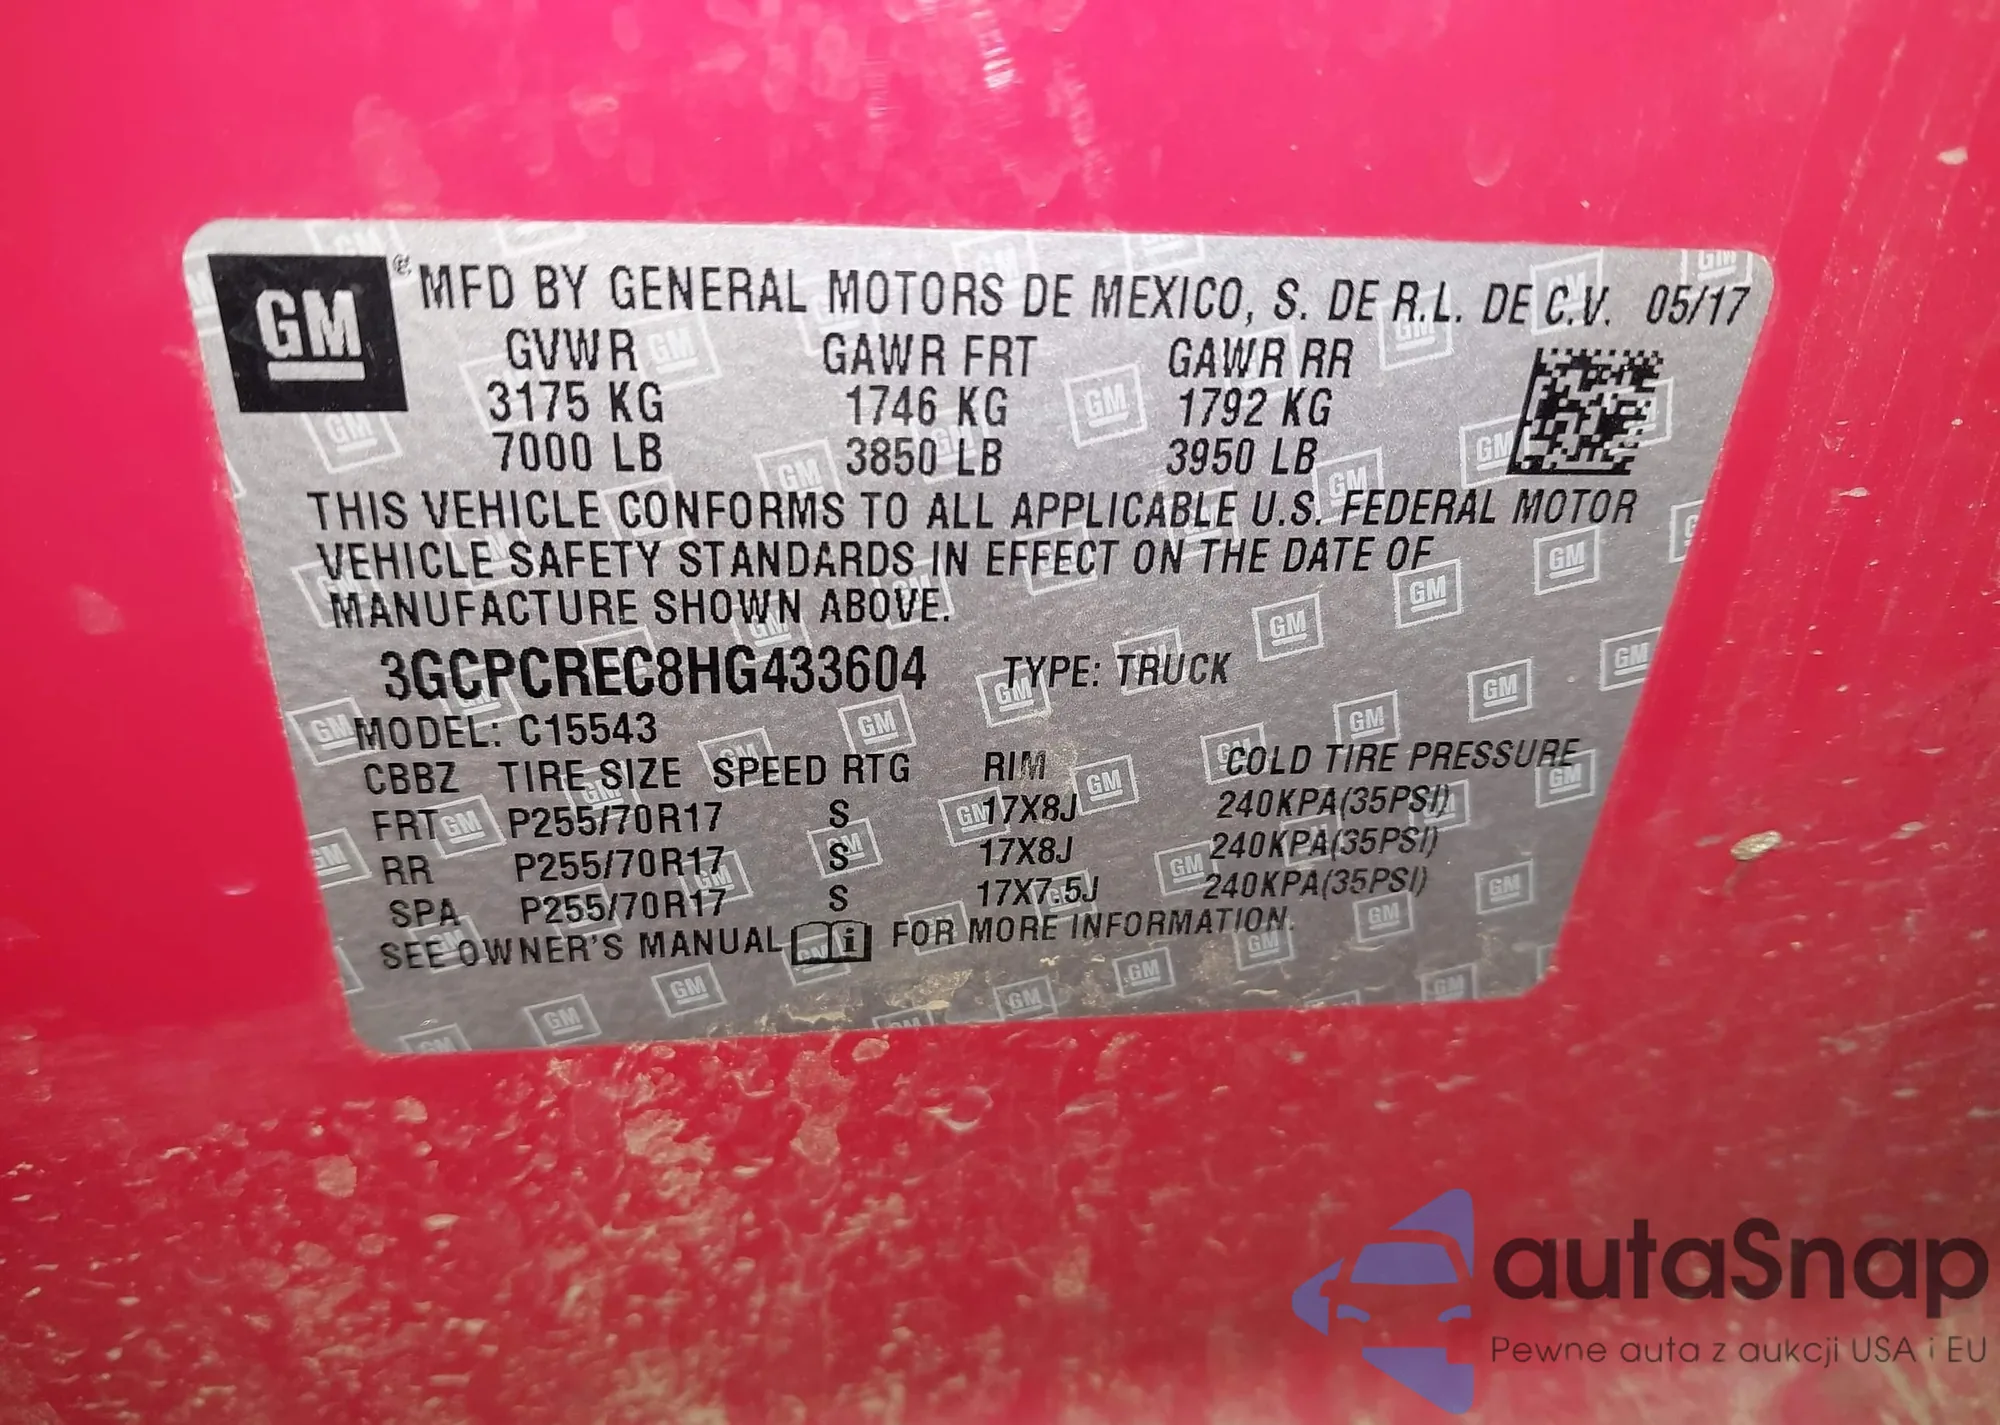 GM ® MFD BY GENERAL MOTORS DE MEXICO, S. DE R.L. DE C.V. 05/17
GVWR GAWR FRT GAWR RR
3175 KG 1746 KG 1792 KG
7000 LB 3850 LB 3950 LB
THIS VEHICLE CONFORMS TO ALL APPLICABLE U.S. FEDERAL MOTOR
VEHICLE SAFETY STANDARDS IN EFFECT ON THE DATE OF
MANUFACTURE SHOWN ABOVE.
3GCPCREC8HG433604 TYPE: TRUCK
MODEL: C15543
CBBZ TIRE SIZE SPEED RTG RIM COLD TIRE PRESSURE
FRT P255/70R17 S 17X8J 240KPA(35PSI)
RR P255/70R17 S 17X8J 240KPA(35PSI)
SPA P255/70R17 S 17X7.5J 240KPA(35PSI)
SEE OWNER'S MANUAL i FOR MORE INFORMATION.
autaSnap
Pewne auta z aukcji USA i EU